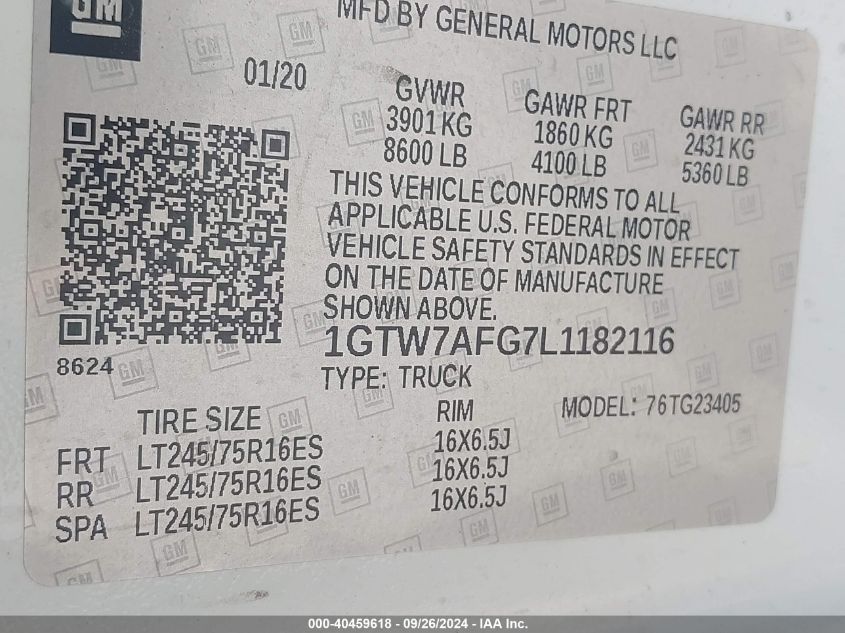 GM
MFD BY GENERAL MOTORS LLC
01/20
GVWR
3901 KG
8600 LB
GAWR FRT
1860 KG
4100 LB
GAWR RR
2431 KG
5360 LB
THIS VEHICLE CONFORMS TO ALL
APPLICABLE U.S. FEDERAL MOTOR
VEHICLE SAFETY STANDARDS IN EFFECT
ON THE DATE OF MANUFACTURE
SHOWN ABOVE.
1GTW7AFG7L1182116
8624
TYPE: TRUCK
MODEL: 76TG23405
TIRE SIZE RIM
FRT LT245/75R16ES 16X6.5J
RR LT245/75R16ES 16X6.5J
SPA LT245/75R16ES 16X6.5J
000-40459618 - 09/26/2024 - IAA Inc.